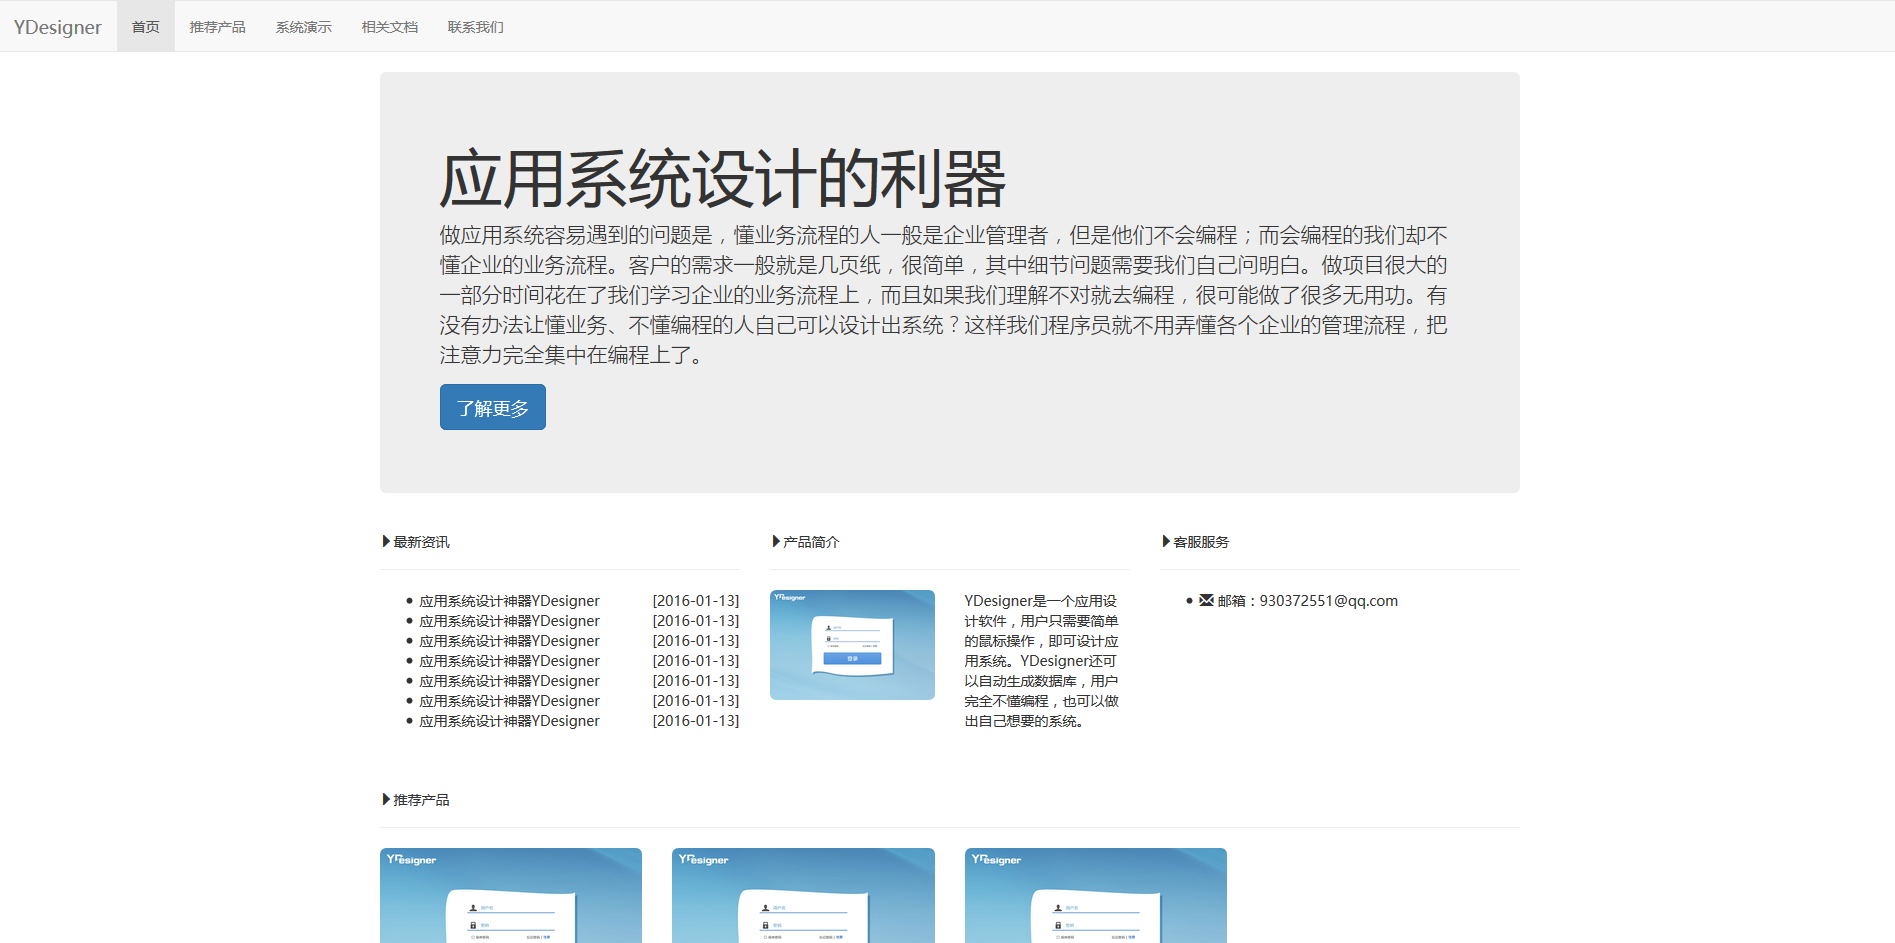 YDesigner 首页 推荐产品 系统演示 相关文档 联系我们
应用系统设计的利器
做应用系统容易遇到的问题是，懂业务流程的人一般是企业管理者，但是他们不会编程；而会编程的我们却不
懂企业的业务流程。客户的需求一般就是几页纸，很简单，其中细节问题需要我们自己问明白。做项目很大的
一部分时间花在了我们学习企业的业务流程上，而且如果我们理解不对就去编程，很可能做了很多无用功。有
没有办法让懂业务、不懂编程的人自己可以设计出系统？这样我们程序员就不用弄懂各个企业的管理流程，把
注意力完全集中在编程上了。
了解更多
最新资讯
应用系统设计神器YDesigner [2016-01-13]
应用系统设计神器YDesigner [2016-01-13]
应用系统设计神器YDesigner [2016-01-13]
应用系统设计神器YDesigner [2016-01-13]
应用系统设计神器YDesigner [2016-01-13]
应用系统设计神器YDesigner [2016-01-13]
应用系统设计神器YDesigner [2016-01-13]
产品简介
YDesigner
登录
YDesigner是一个应用设
计软件，用户只需要简单
的鼠标操作，即可设计应
用系统。YDesigner还可
以自动生成数据库，用户
完全不懂编程，也可以做
出自己想要的系统。
客服服务
邮箱：930372551@qq.com
推荐产品
YDesigner
用户名
密码
YDesigner
用户名
密码
YDesigner
用户名
密码